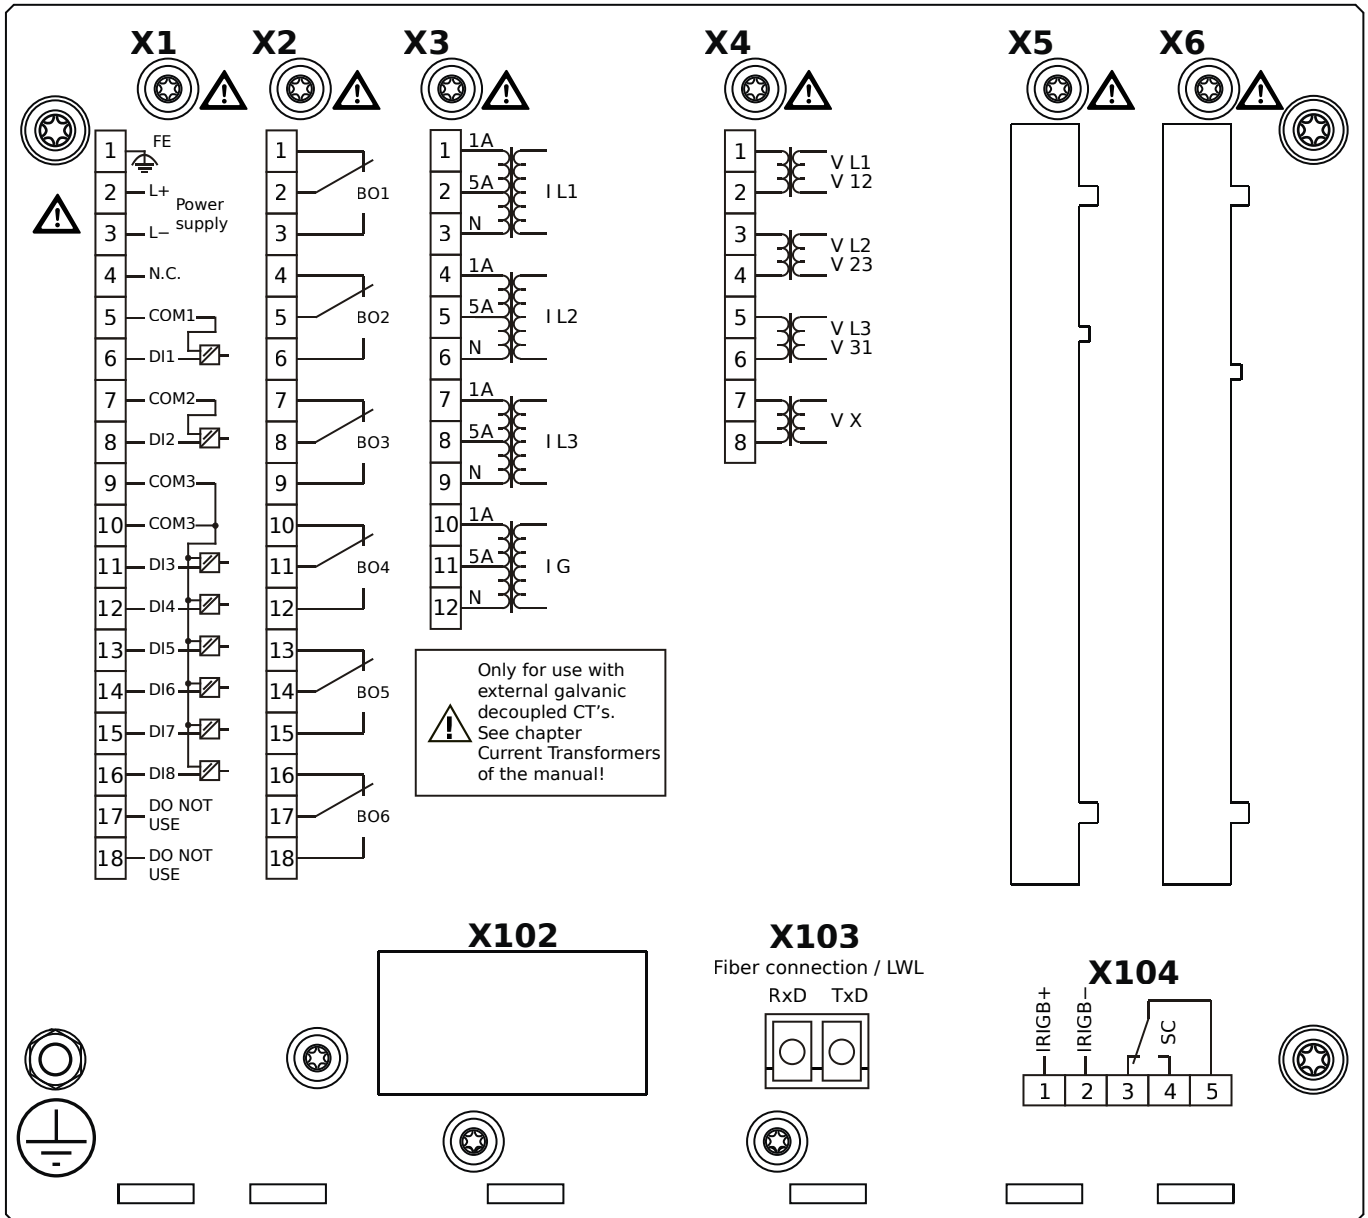 X1
X2
X3
X4
X5
X6
1 FE
2 L+
Power
supply
3 L−
4 N.C.
5 COM1
6 DI1
7 COM2
8 DI2
9 COM3
10 COM3
11 DI3
12 DI4
13 DI5
14 DI6
15 DI7
16 DI8
17 DO NOT
USE
18 DO NOT
USE
1
2 BO1
3
4
5 BO2
6
7
8 BO3
9
10
11 BO4
12
13
14 BO5
15
16
17 BO6
18
1 1A
2 5A I L1
3 N
4 1A
5 5A I L2
6 N
7 1A
8 5A I L3
9 N
10 1A
11 5A I G
12 N
Only for use with
external galvanic
decoupled CT's.
See chapter
Current Transformers
of the manual!
1 V L1
2 V 12
3 V L2
4 V 23
5 V L3
6 V 31
7 V X
8
X102
X103
Fiber connection / LWL
RxD TxD
X104
IRIGB+
IRIGB−
SC
1 2 3 4 5